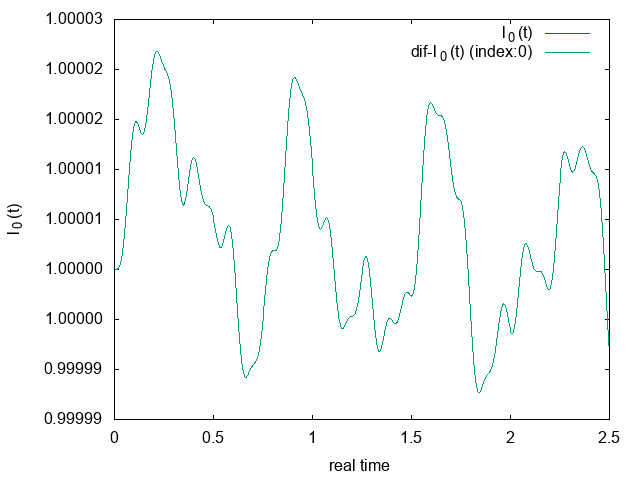 1.00003
1.00002
1.00002
1.00001
1.00001
1.00000
1.00000
0.99999
0.99999
I0(t)
I0(t)
dif-I0(t) (index:0)
0 0.5 1 1.5 2 2.5
real time